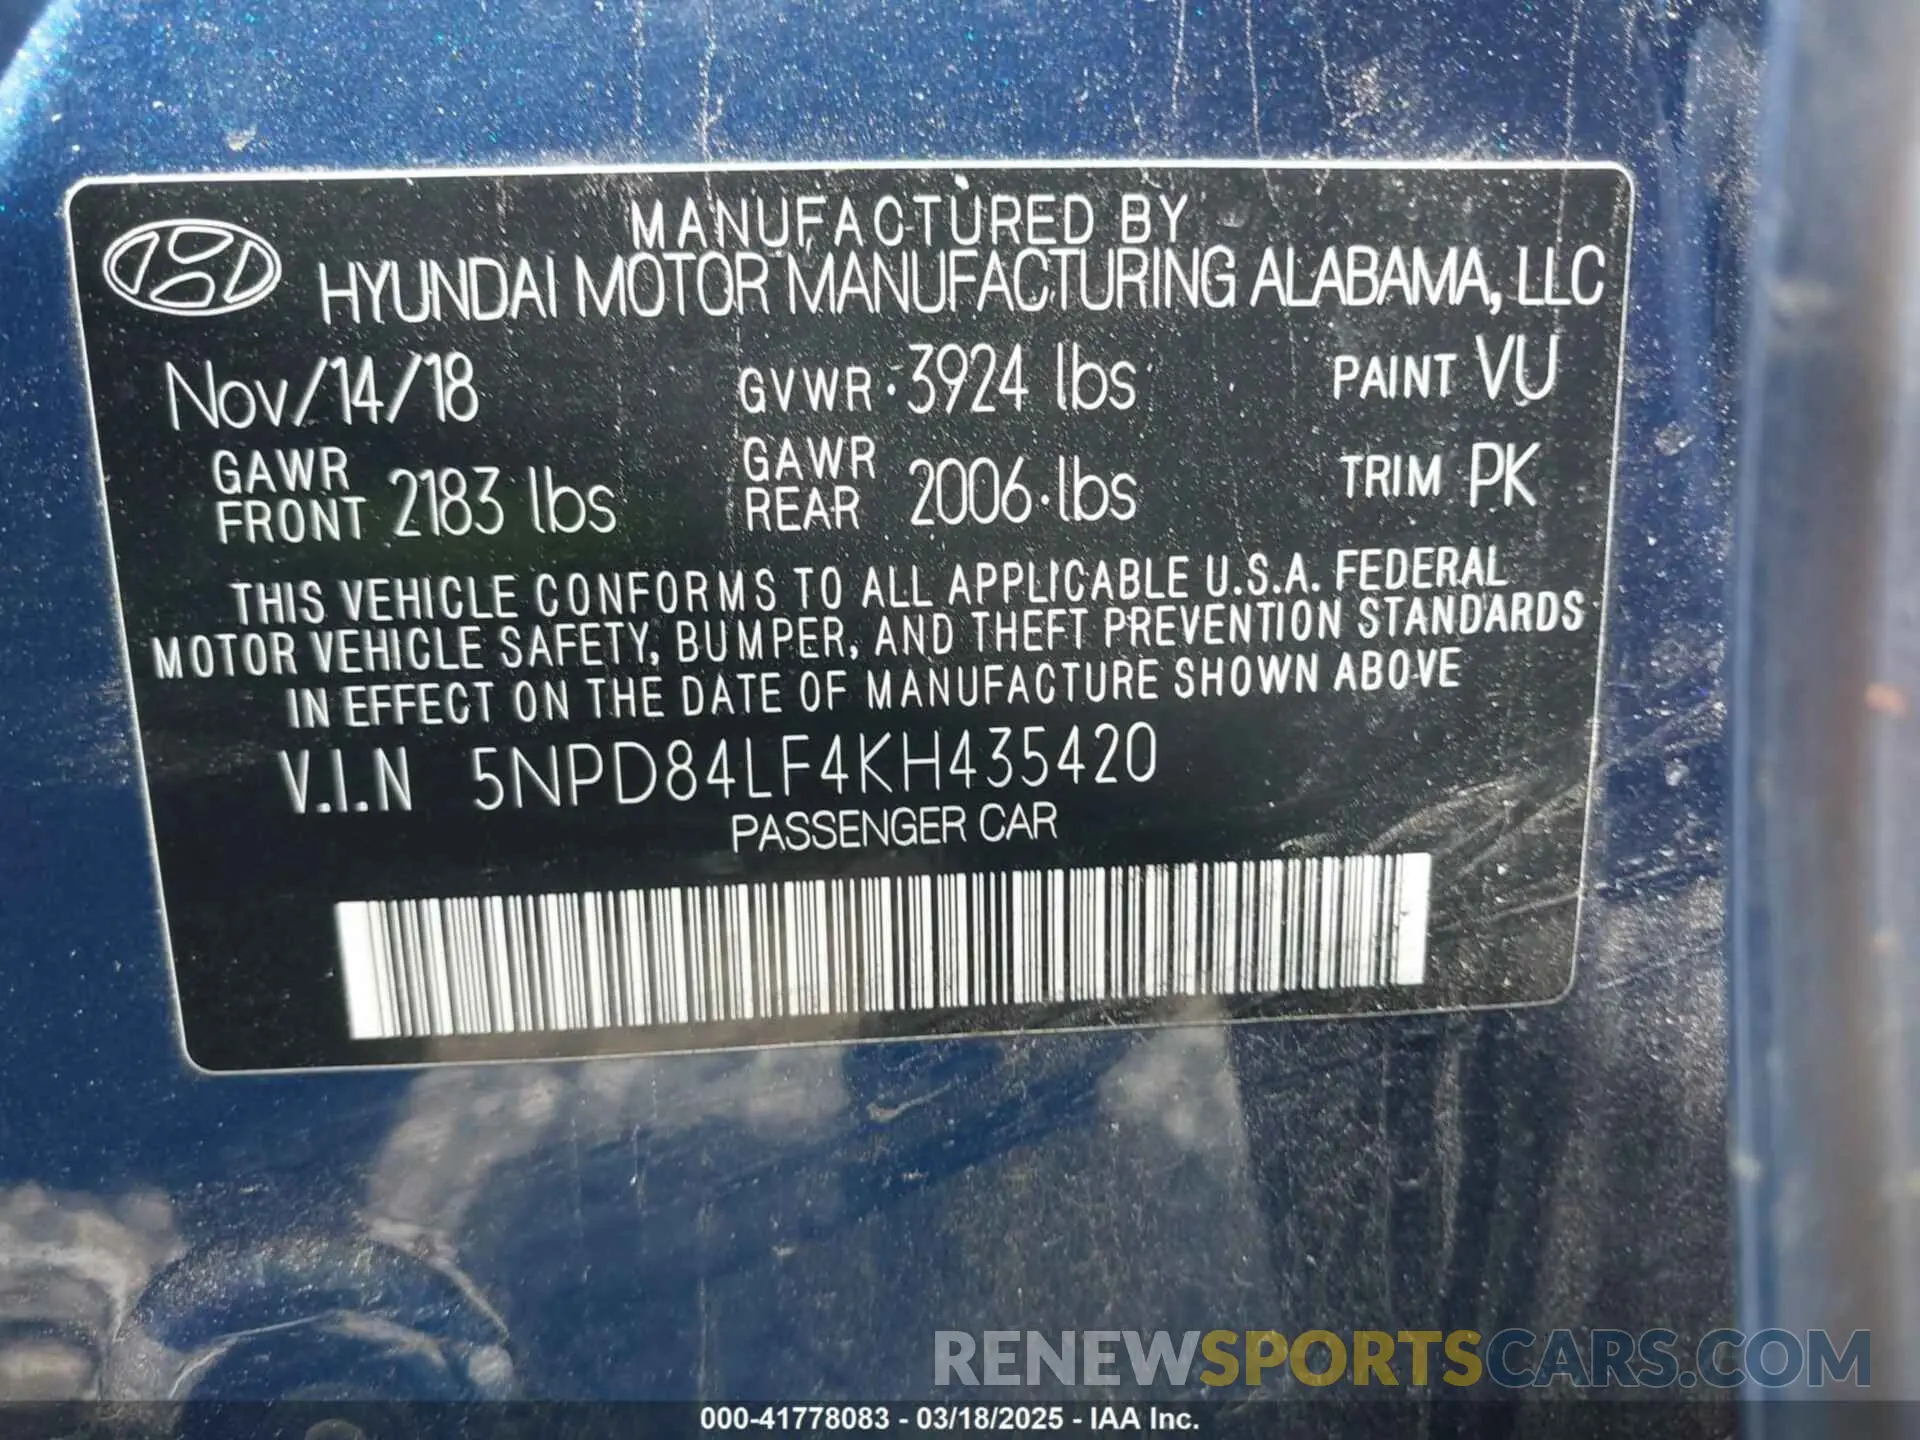 MANUFACTURED BY
HYUNDAI MOTOR MANUFACTURING ALABAMA, LLC
Nov/14/18 GVWR 3924 lbs PAINT VU
GAWR FRONT 2183 lbs GAWR REAR 2006 lbs TRIM PK
THIS VEHICLE CONFORMS TO ALL APPLICABLE U.S.A. FEDERAL
MOTOR VEHICLE SAFETY, BUMPER, AND THEFT PREVENTION STANDARDS
IN EFFECT ON THE DATE OF MANUFACTURE SHOWN ABOVE
V.I.N 5NPD84LF4KH435420
PASSENGER CAR
RENEWSPORTSCARS.COM
000-41778083 - 03/18/2025 - IAA Inc.